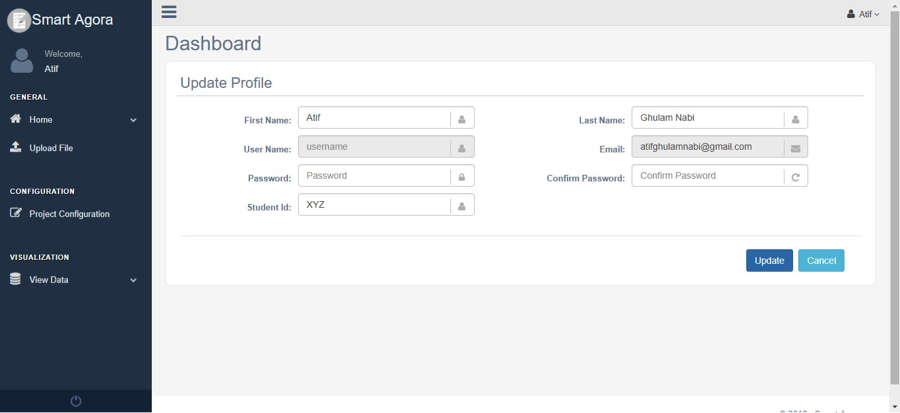 Smart Agora
Welcome,
Atif
GENERAL
Home
Upload File
CONFIGURATION
Project Configuration
VISUALIZATION
View Data
Atif
Dashboard
Update Profile
First Name: Atif
Last Name: Ghulam Nabi
User Name: username
Email: atifghulamnabi@gmail.com
Password: Password
Confirm Password: Confirm Password
Student Id: XYZ
Update Cancel